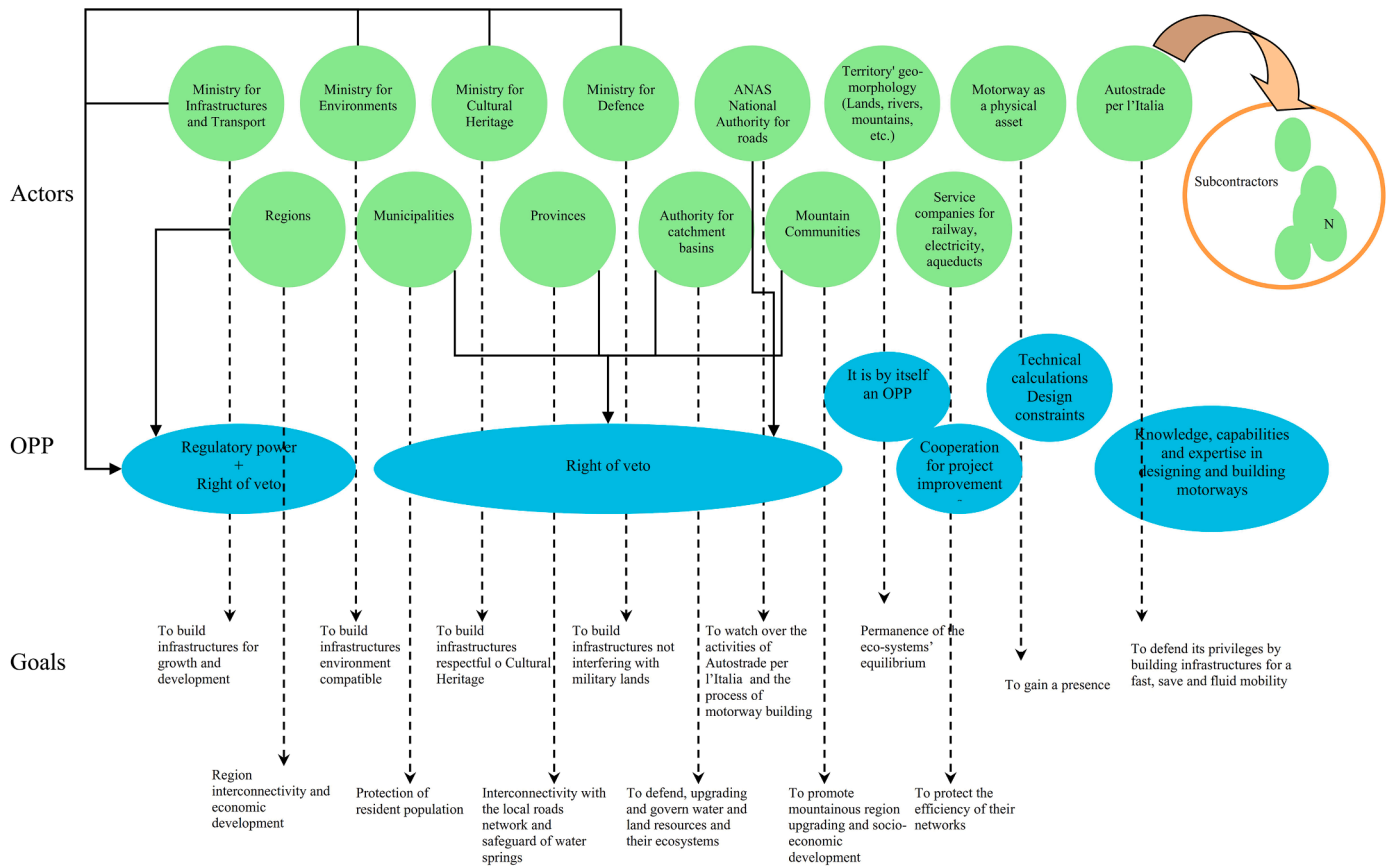 Ministry for
Infrastructures
and Transport
Ministry for
Environments
Ministry for
Cultural
Heritage
Ministry for
Defence
ANAS
National
Authority for
roads
Territory' geo-
morphology
(Lands, rivers,
mountains,
etc.)
Motorway as
a physical
asset
Autostrade
per l’Italia
Actors
Regions
Municipalities
Provinces
Authority for
catchment
basins
Mountain
Communities
Service
companies for
railway,
electricity,
aqueducts
Subcontractors
N
OPP
Regulatory power
+
Right of veto
Right of veto
It is by itself
an OPP
Cooperation
for project
improvement
-
Technical
calculations
Design
constraints
Knowledge, capabilities
and expertise in
designing and building
motorways
Goals
To build
infrastructures for
growth and
development
To build
infrastructures
environment
compatible
To build
infrastructures
respectful o Cultural
Heritage
To build
infrastructures not
interfering with
military lands
To watch over the
activities of
Autostrade per
l’Italia and the
process of
motorway building
Permanence of the
eco-systems’
equilibrium
To gain a presence
To defend its privileges by
building infrastructures for a
fast, save and fluid mobility
Region
interconnectivity and
economic
development
Protection of
resident population
Interconnectivity with
the local roads
network and
safeguard of water
springs
To defend, upgrading
and govern water and
land resources and
their ecosystems
To promote
mountainous region
upgrading and socio-
economic
development
To protect the
efficiency of their
networks